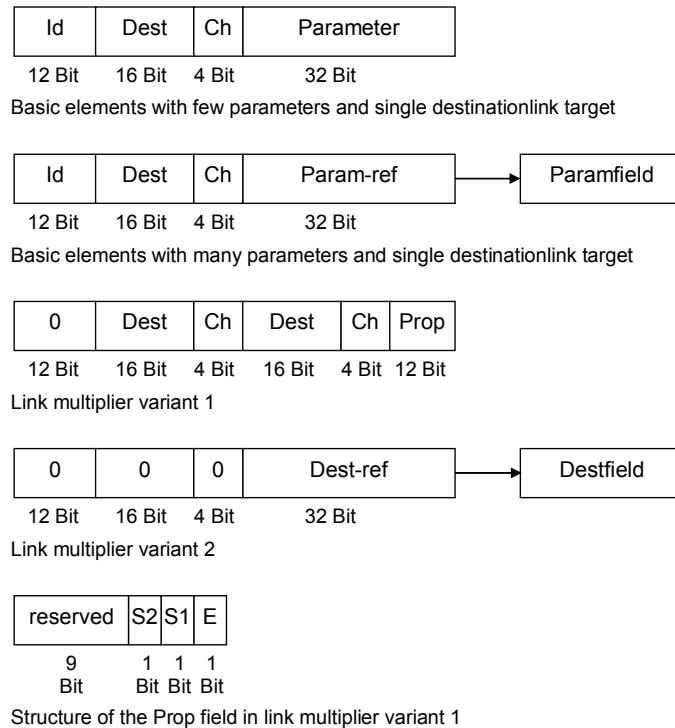 Id Dest Ch Parameter
12 Bit 16 Bit 4 Bit 32 Bit
Basic elements with few parameters and single destinationlink target
Id Dest Ch Param-ref Paramfield
12 Bit 16 Bit 4 Bit 32 Bit
Basic elements with many parameters and single destinationlink target
0 Dest Ch Dest Ch Prop
12 Bit 16 Bit 4 Bit 16 Bit 4 Bit 12 Bit
Link multiplier variant 1
0 0 0 Dest-ref Destfield
12 Bit 16 Bit 4 Bit 32 Bit
Link multiplier variant 2
reserved S2 S1 E
9 1 1 1
Bit Bit Bit Bit
Structure of the Prop field in link multiplier variant 1